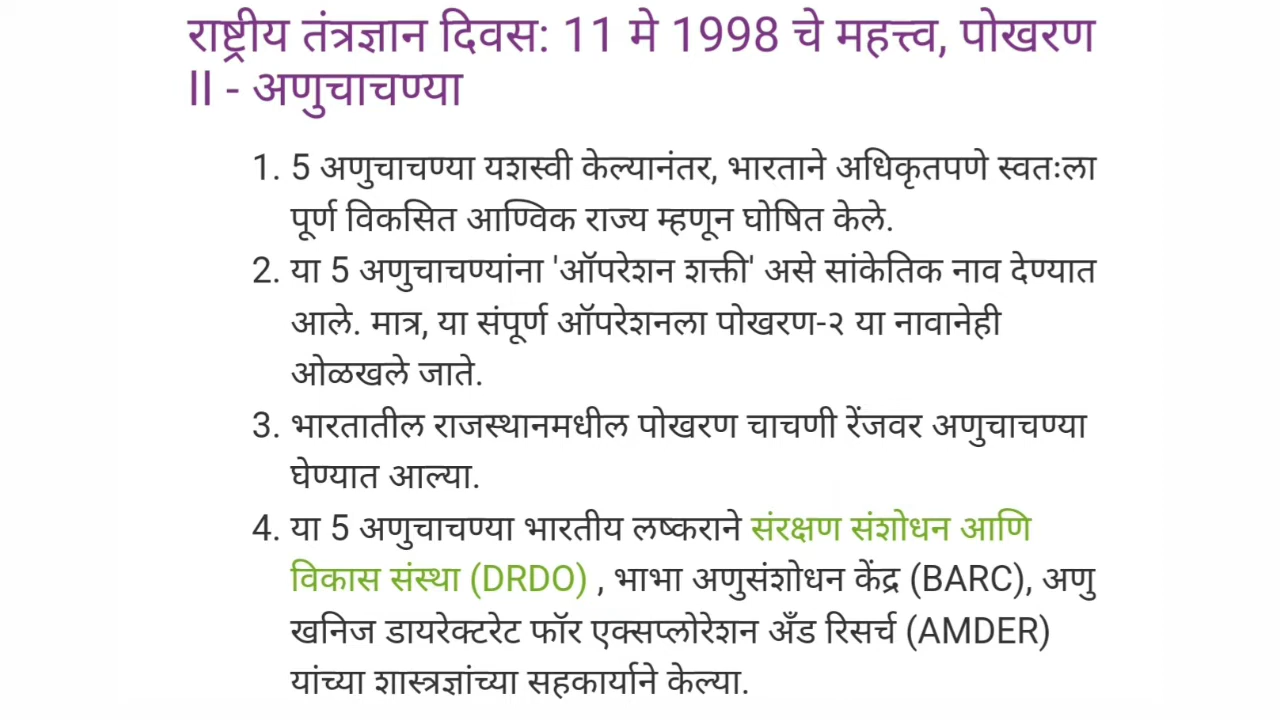 राष्ट्रीय तंत्रज्ञान दिवस: 11 मे 1998 चे महत्त्व, पोखरण
II - अणुचाचण्या
1. 5 अणुचाचण्या यशस्वी केल्यानंतर, भारताने अधिकृतपणे स्वतःला
पूर्ण विकसित आण्विक राज्य म्हणून घोषित केले.
2. या 5 अणुचाचण्यांना 'ऑपरेशन शक्ती' असे सांकेतिक नाव देण्यात
आले. मात्र, या संपूर्ण ऑपरेशनला पोखरण-२ या नावानेही
ओळखले जाते.
3. भारतातील राजस्थानमधील पोखरण चाचणी रेंजवर अणुचाचण्या
घेण्यात आल्या.
4. या 5 अणुचाचण्या भारतीय लष्कराने संरक्षण संशोधन आणि
विकास संस्था (DRDO) , भाभा अणुसंशोधन केंद्र (BARC), अणु
खनिज डायरेक्टरेट फॉर एक्सप्लोरेशन अँड रिसर्च (AMDER)
यांच्या शास्त्रज्ञांच्या सहकार्याने केल्या.